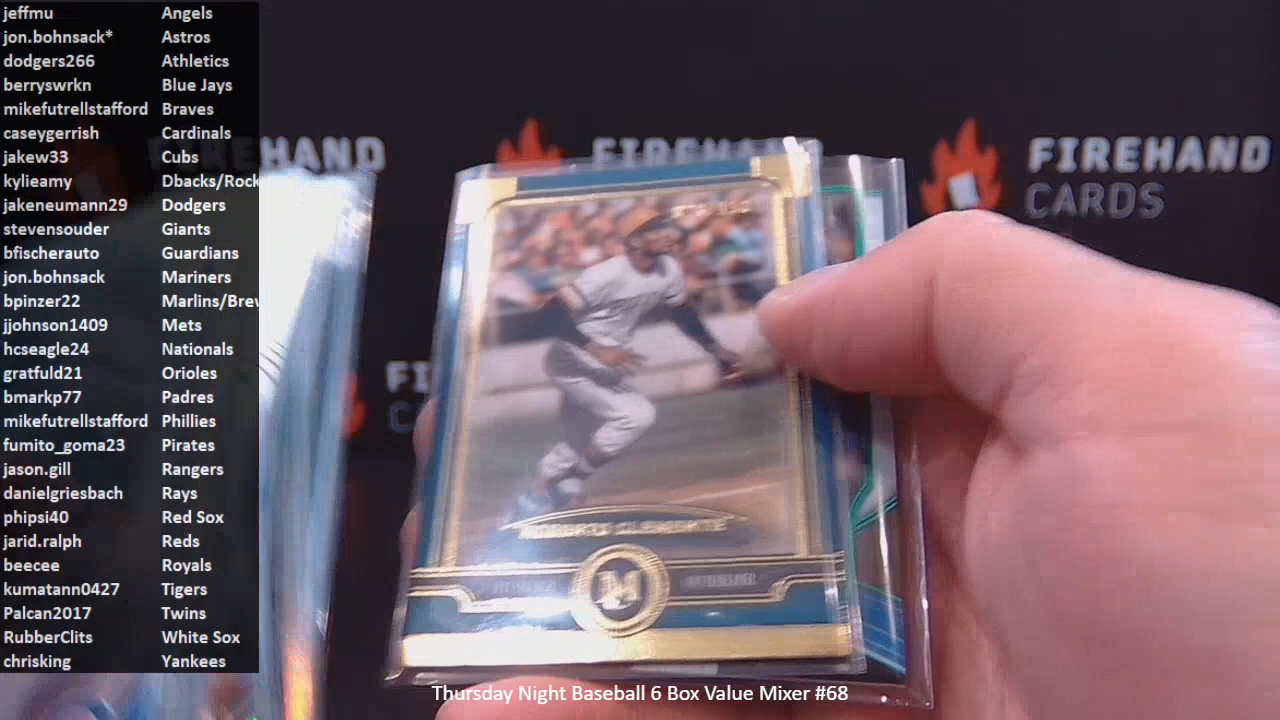 jeffmu Angels
jon.bohnsack* Astros
dodgers266 Athletics
berryswrkn Blue Jays
mikefutrellstafford Braves
caseygerrish Cardinals
jakew33 Cubs
kylieamy Dbacks/Rock
jakeneumann29 Dodgers
stevensouder Giants
bfischerauto Guardians
jon.bohnsack Mariners
bpinzer22 Marlins/Brew
jjohnson1409 Mets
hcseagle24 Nationals
gratfuld21 Orioles
bmarkp77 Padres
mikefutrellstafford Phillies
fumito_goma23 Pirates
jason.gill Rangers
danielgriesbach Rays
phipsi40 Red Sox
jarid.ralph Reds
beecee Royals
kumatann0427 Tigers
Palcan2017 Twins
RubberClits White Sox
chrisking Yankees
FIREHAND
FIREHAND
FIREHAND
CARDS
FI
C
ROBERTO CLEMENTE
M
OUTFIELDER
Thursday Night Baseball 6 Box Value Mixer #68